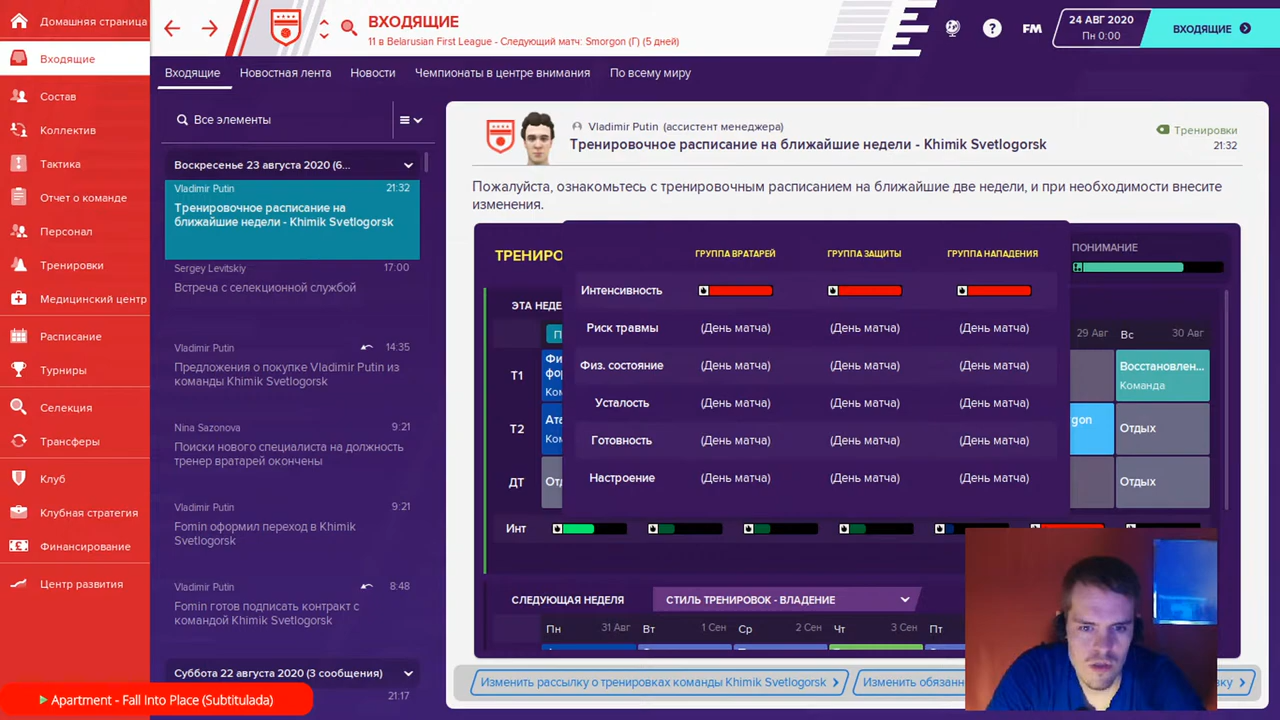 Домашняя страница
Входящие
Состав
Коллектив
Тактика
Отчет о команде
Персонал
Тренировки
Медицинский центр
Расписание
Турниры
Селекция
Трансферы
Клуб
Клубная стратегия
Финансирование
Центр развития
ВХОДЯЩИЕ
11 в Belarusian First League - Следующий матч: Smorgon (Г) (5 дней)
FM
24 АВГ 2020
Пн 0:00
ВХОДЯЩИЕ
Входящие Новостная лента Новости Чемпионаты в центре внимания По всему миру
Все элементы
Воскресенье 23 августа 2020 (6...
Vladimir Putin 21:32
Тренировочное расписание на
ближайшие недели - Khimik Svetlogorsk
Sergey Levitskiy 17:00
Встреча с селекционной службой
Vladimir Putin 14:35
Предложения о покупке Vladimir Putin из
команды Khimik Svetlogorsk
Nina Sazonova 9:21
Поиски нового специалиста на должность
тренер вратарей окончены
Vladimir Putin 9:21
Fomin оформил переход в Khimik
Svetlogorsk
Vladimir Putin 8:48
Fomin готов подписать контракт с
командой Khimik Svetlogorsk
Суббота 22 августа 2020 (3 сообщения)
21:17
Vladimir Putin (ассистент менеджера)
Тренировочное расписание на ближайшие недели - Khimik Svetlogorsk
Тренировки
21:32
Пожалуйста, ознакомьтесь с тренировочным расписанием на ближайшие две недели, и при необходимости внесите
изменения.
ТРЕНИРО
ПОНИМАНИЕ
ГРУППА ВРАТАРЕЙ ГРУППА ЗАЩИТЫ ГРУППА НАПАДЕНИЯ
Интенсивность
Риск травмы (День матча) (День матча) (День матча)
Физ. состояние (День матча) (День матча) (День матча)
Усталость (День матча) (День матча) (День матча)
Готовность (День матча) (День матча) (День матча)
Настроение (День матча) (День матча) (День матча)
ЭТА НЕДЕ
29 Авг Вс 30 Авг
Т1
Восстановлен...
Команда
Т2
gon
Отдых
ДТ
Отдых
Инт
СЛЕДУЮЩАЯ НЕДЕЛЯ СТИЛЬ ТРЕНИРОВОК - ВЛАДЕНИЕ
Пн 31 Авг Вт 1 Сен Ср 2 Сен Чт 3 Сен Пт
Изменить рассылку о тренировках команды Khimik Svetlogorsk
Изменить обязанн
вку
Apartment - Fall Into Place (Subtitulada)